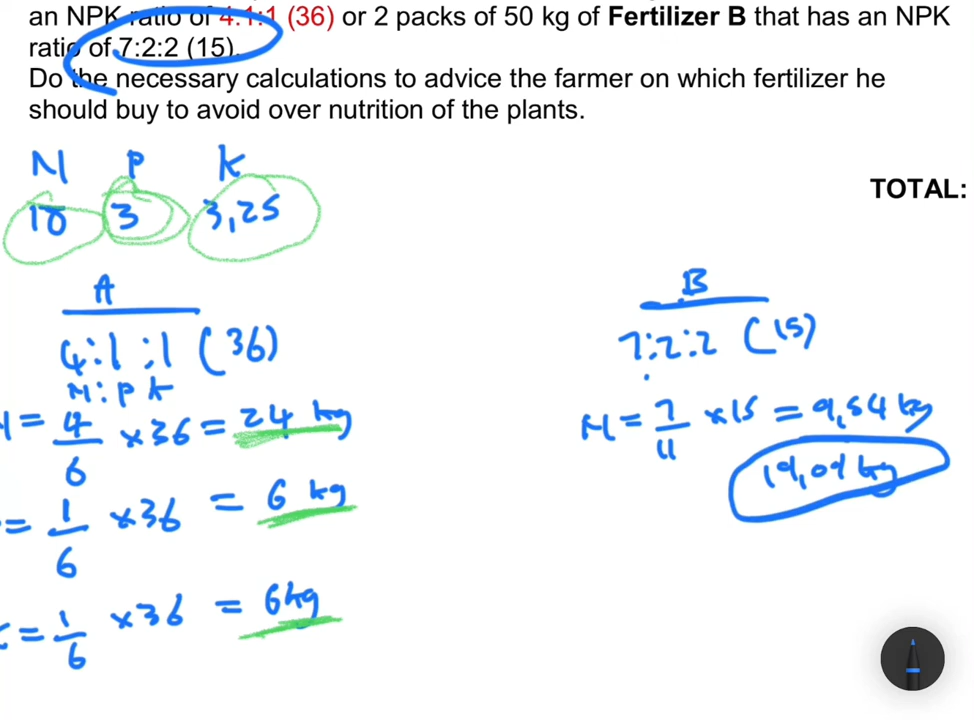 an NPK ratio of 4:1:1 (36) or 2 packs of 50 kg of Fertilizer B that has an NPK
ratio of 7:2:2 (15).
Do the necessary calculations to advice the farmer on which fertilizer he
should buy to avoid over nutrition of the plants.
TOTAL:
N P K
18 3 3,25
A
4:1:1 (36)
N:P K
N = 4/6 × 36 = 24 kg
= 1/6 × 36 = 6 kg
= 1/6 × 36 = 6kg
B
7:2:2 (15)
N = 7/11 × 15 = 9,54 kg
19,09 kg